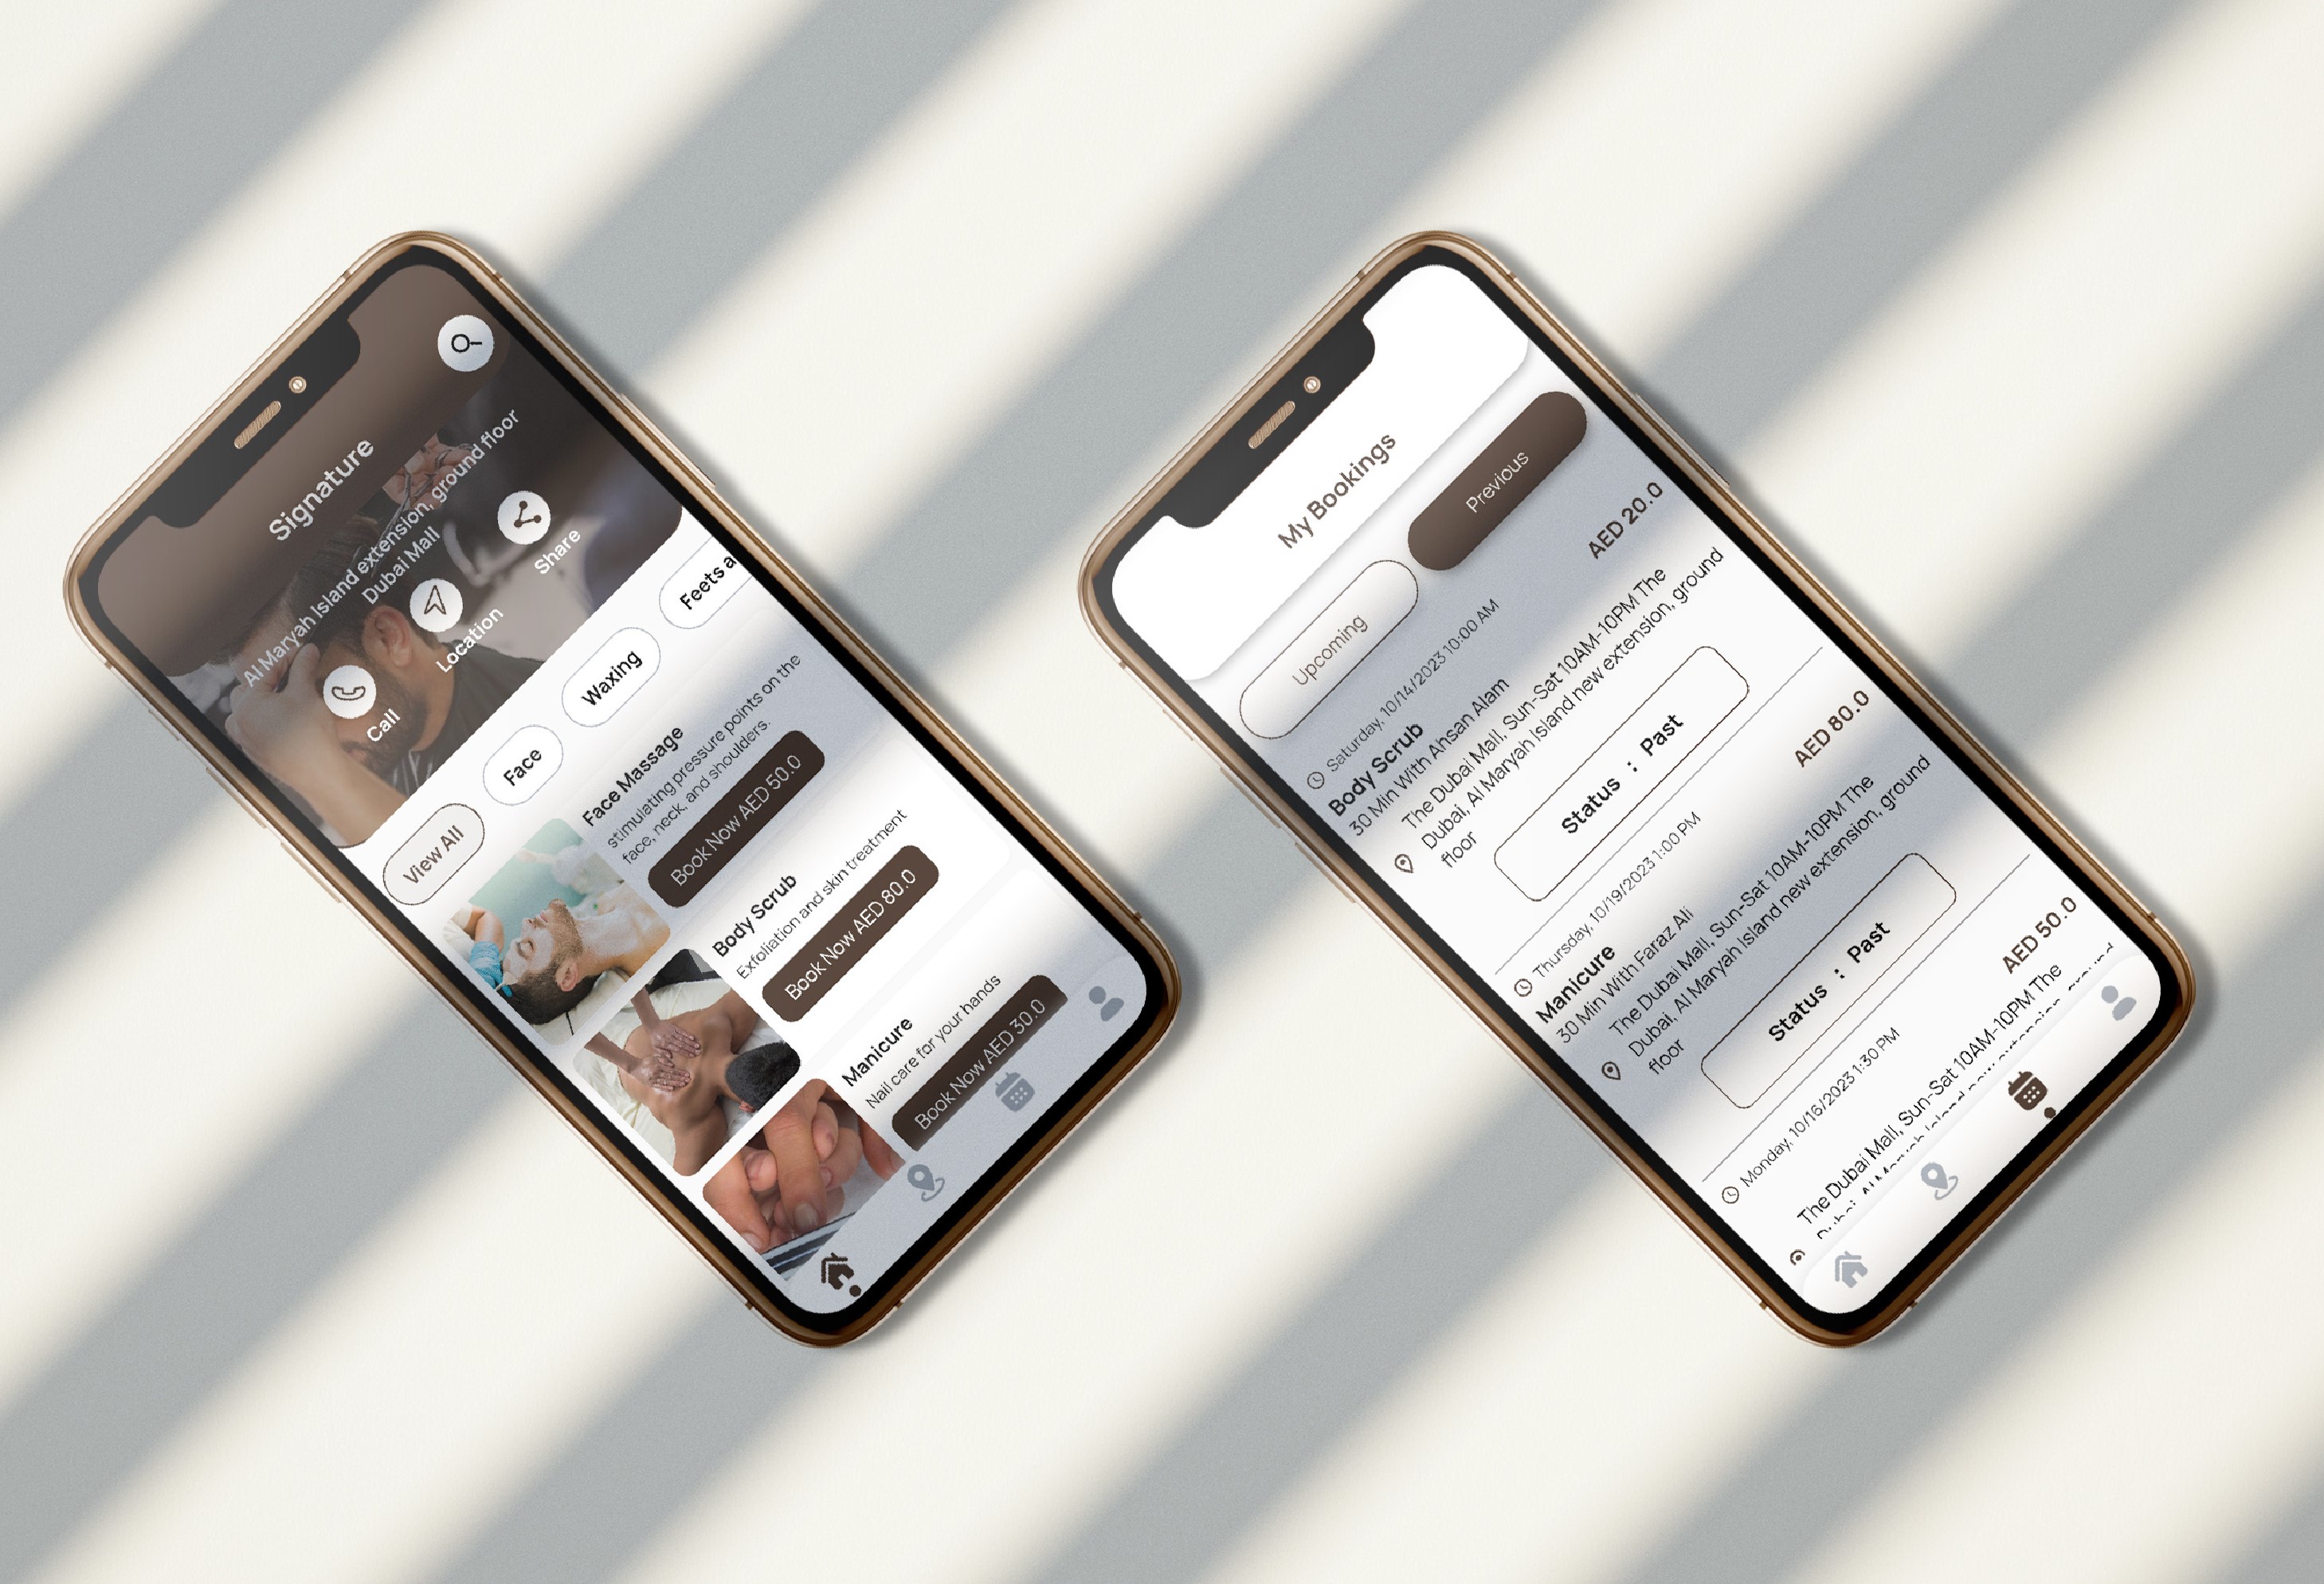 Signature
Al Maryah Island extension, ground floor
Dubai Mall
Call
Location
Share
View All
Face
Waxing
Feets a
Face Massage
stimulating pressure points on the
face, neck, and shoulders.
Book Now AED 50.0
Body Scrub
Exfoliation and skin treatment
Book Now AED 80.0
Manicure
Nail care for your hands
Book Now AED 30.0
My Bookings
Upcoming
Previous
Saturday, 10/14/2023 10:00 AM
AED 20.0
Body Scrub
30 Min With Ahsan Alam
The Dubai Mall, Sun-Sat 10AM-10PM The
Dubai, Al Maryah Island new extension, ground
floor
Status : Past
Thursday, 10/19/2023 1:00 PM
AED 80.0
Manicure
30 Min With Faraz Ali
The Dubai Mall, Sun-Sat 10AM-10PM The
Dubai, Al Maryah Island new extension, ground
floor
Status : Past
Monday, 10/16/2023 1:30 PM
AED 50.0
The Dubai Mall, Sun-Sat 10AM-10PM The